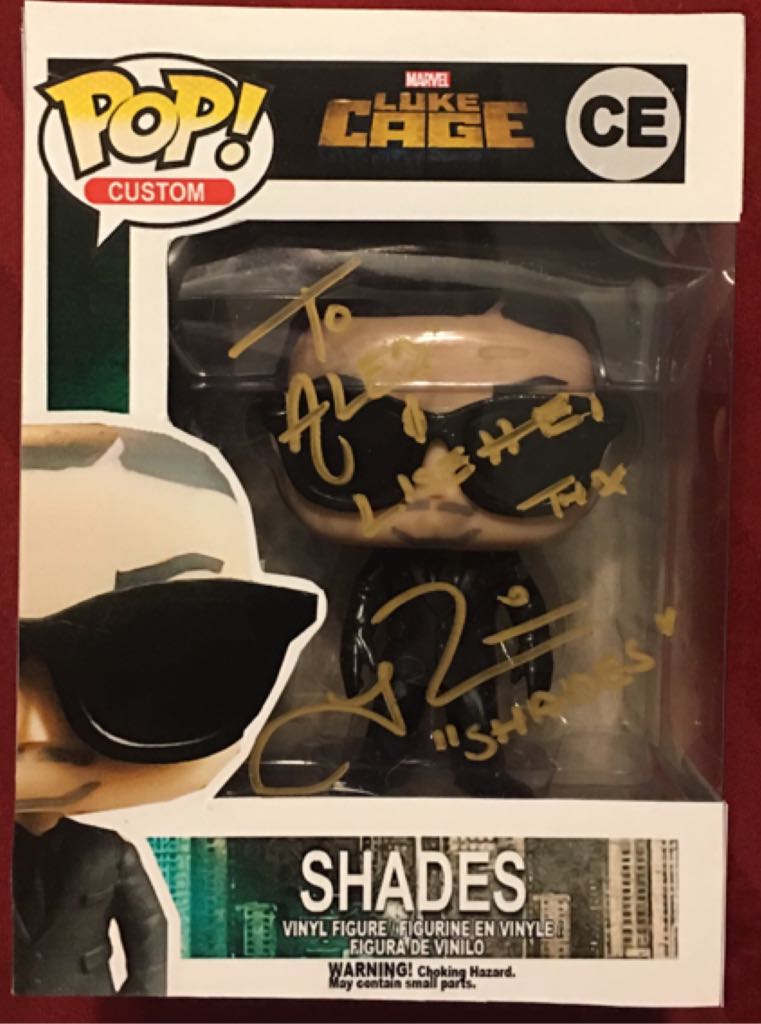 POP!
CUSTOM
MARVEL
LUKE
CAGE
CE
To
ALEX
&
THX
"SHADES"
SHADES
VINYL FIGURE / FIGURINE EN VINYLE
FIGURA DE VINILO
WARNING! Choking Hazard.
May contain small parts.